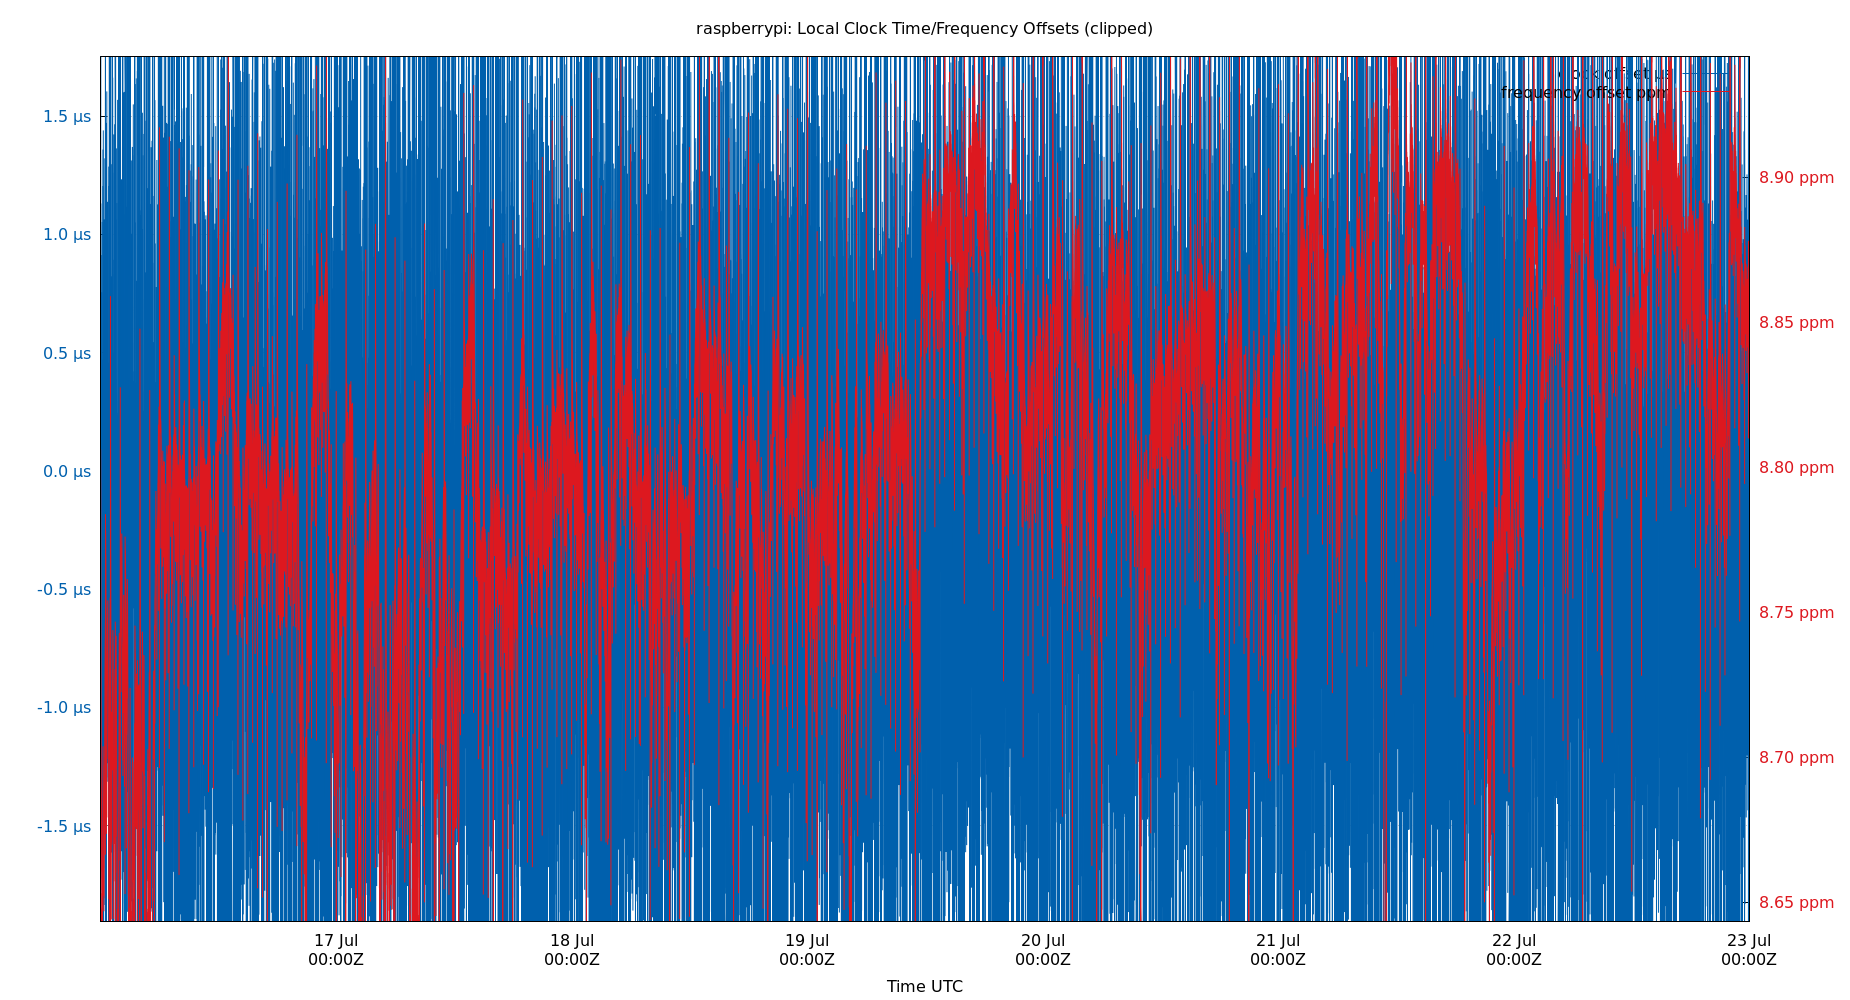 raspberrypi: Local Clock Time/Frequency Offsets (clipped)
clock offset µs
frequency offset ppm
1.5 µs
1.0 µs
0.5 µs
0.0 µs
-0.5 µs
-1.0 µs
-1.5 µs
8.90 ppm
8.85 ppm
8.80 ppm
8.75 ppm
8.70 ppm
8.65 ppm
17 Jul
00:00Z
18 Jul
00:00Z
19 Jul
00:00Z
20 Jul
00:00Z
21 Jul
00:00Z
22 Jul
00:00Z
23 Jul
00:00Z
Time UTC